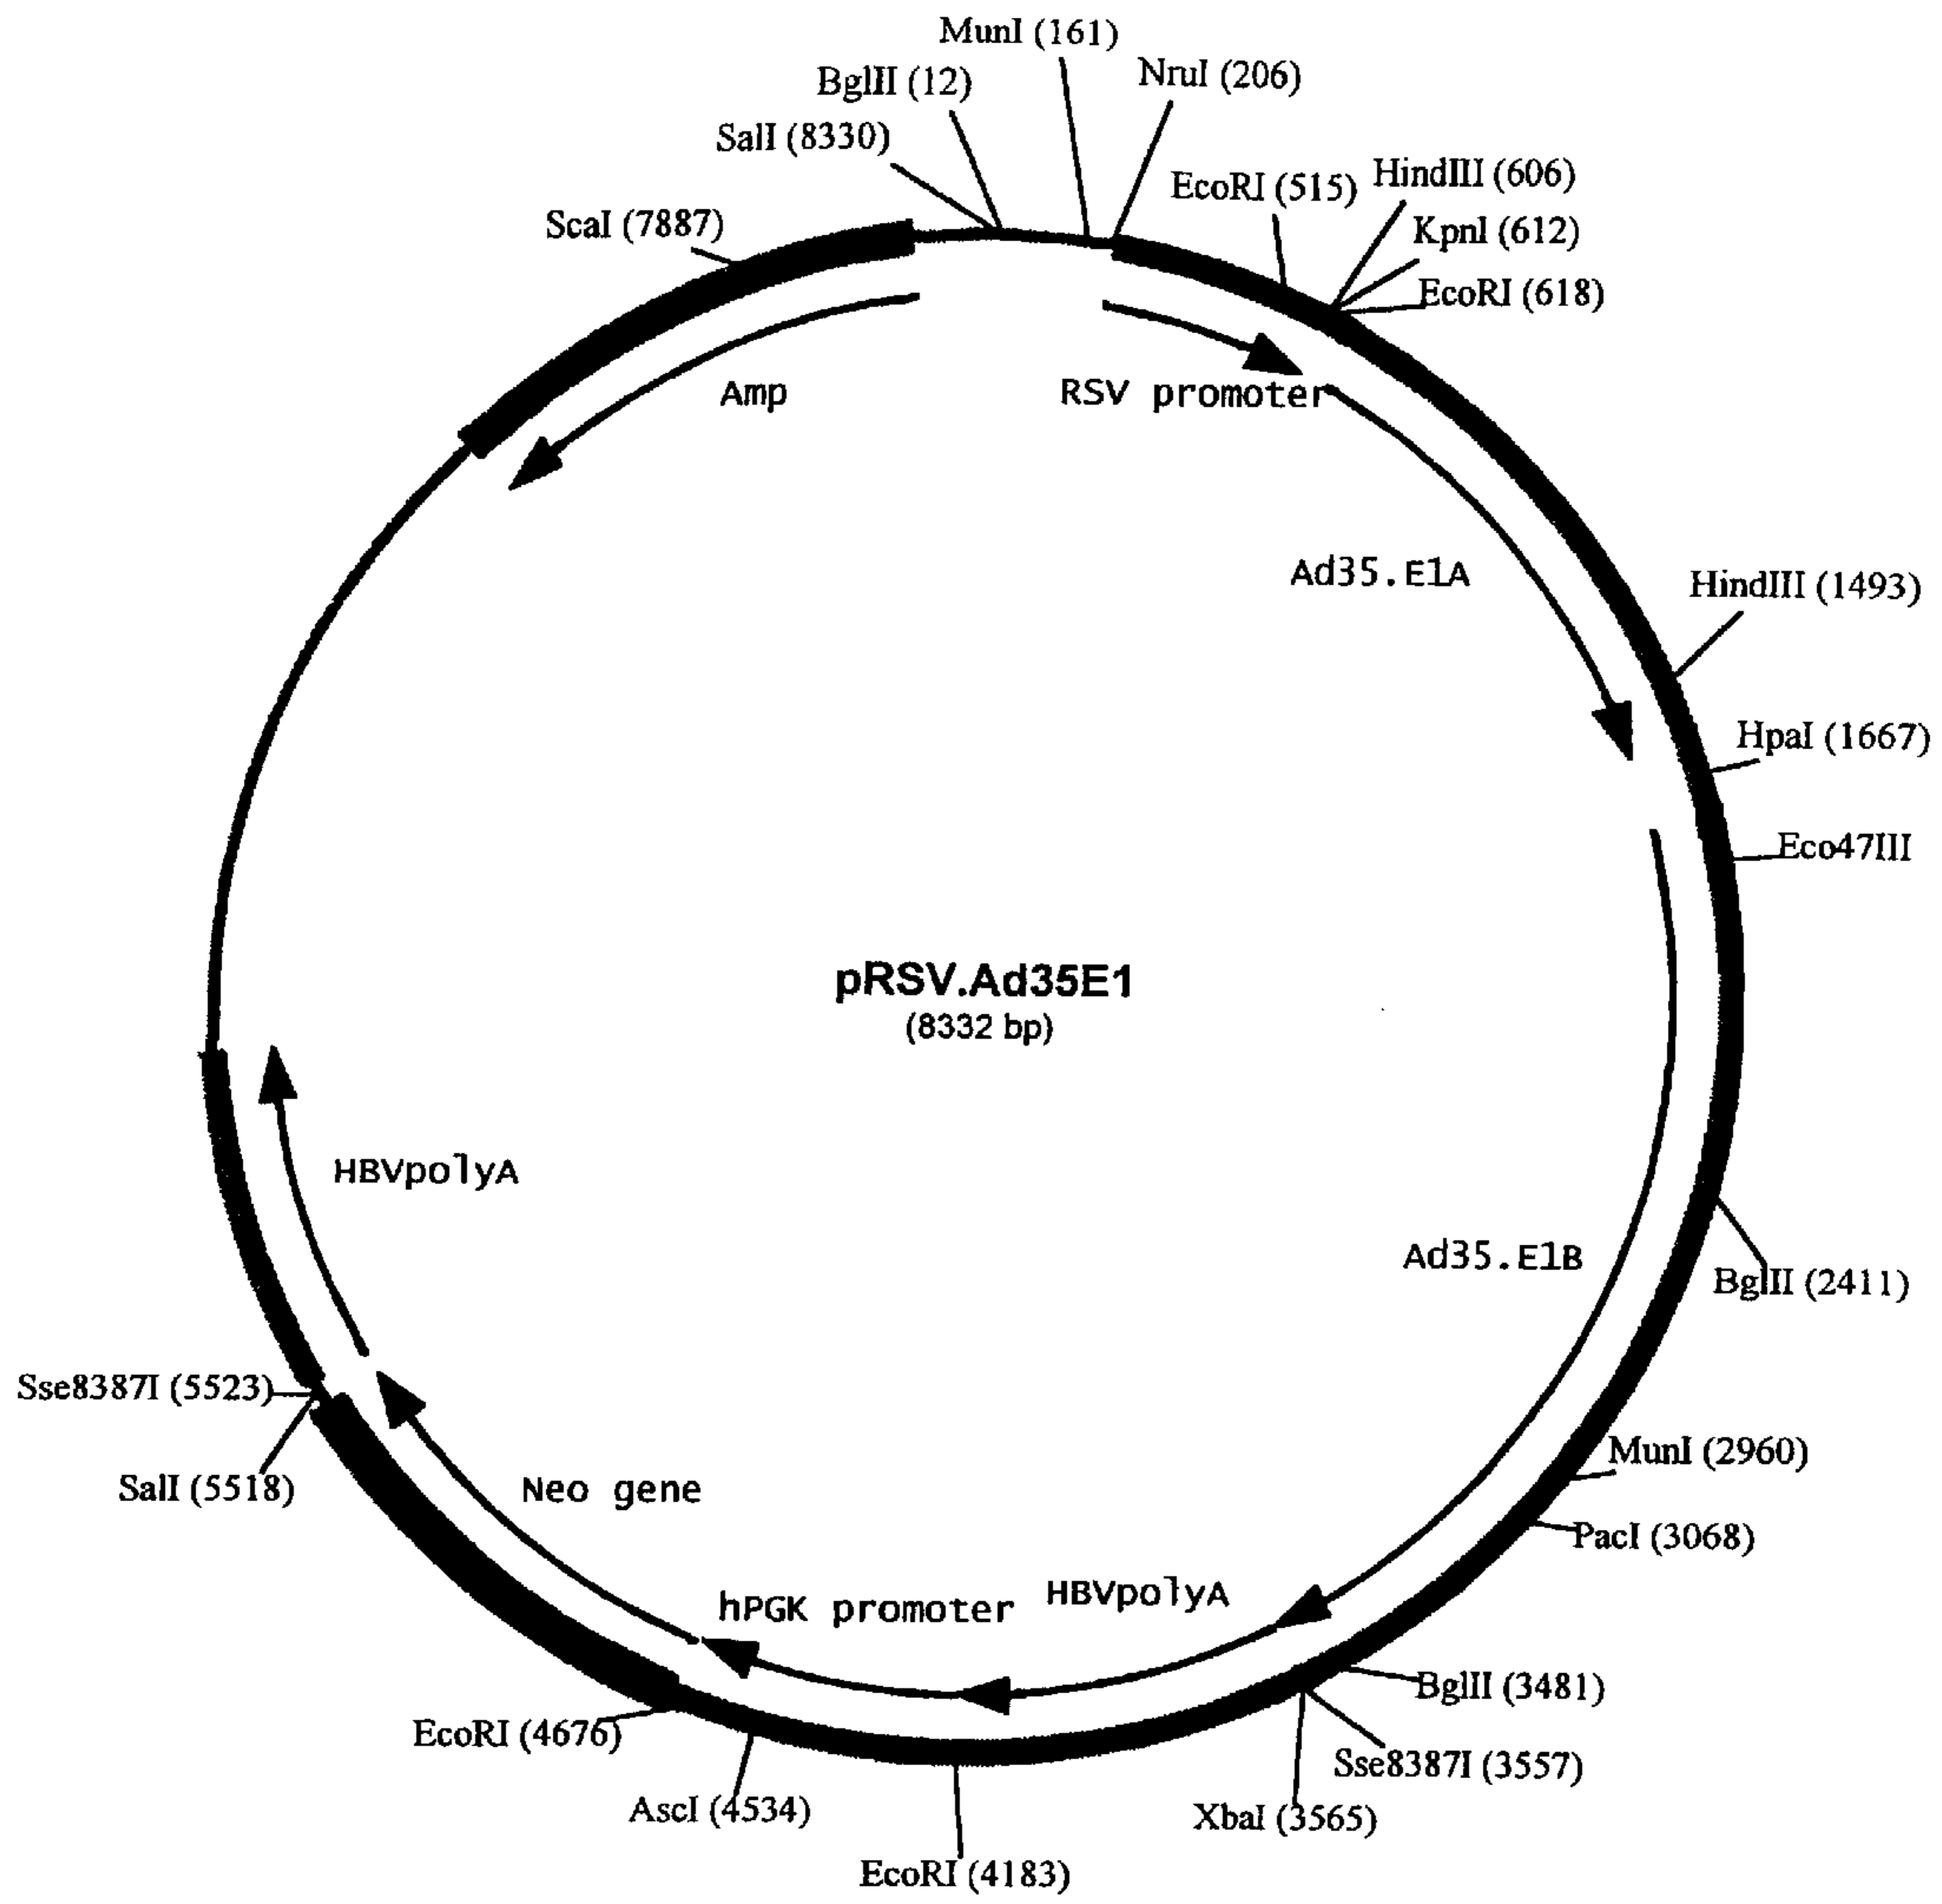 MunI (161)
NruI (206)
BglII (12)
SalI (8330)
HindIII (606)
EcoRI (515)
ScaI (7887)
KpnI (612)
EcoRI (618)
Amp
RSV promoter
Ad35.E1A
HindIII (1493)
HpaI (1667)
Eco47III
pRSV.Ad35E1
(8332 bp)
HBVpolyA
Ad35.E1B
BglII (2411)
Sse8387I (5523)
MunI (2960)
SalI (5518)
Neo gene
PacI (3068)
HBVpolyA
hPGK promoter
BglII (3481)
EcoRI (4676)
Sse8387I (3557)
AscI (4534)
XbaI (3565)
EcoRI (4183)